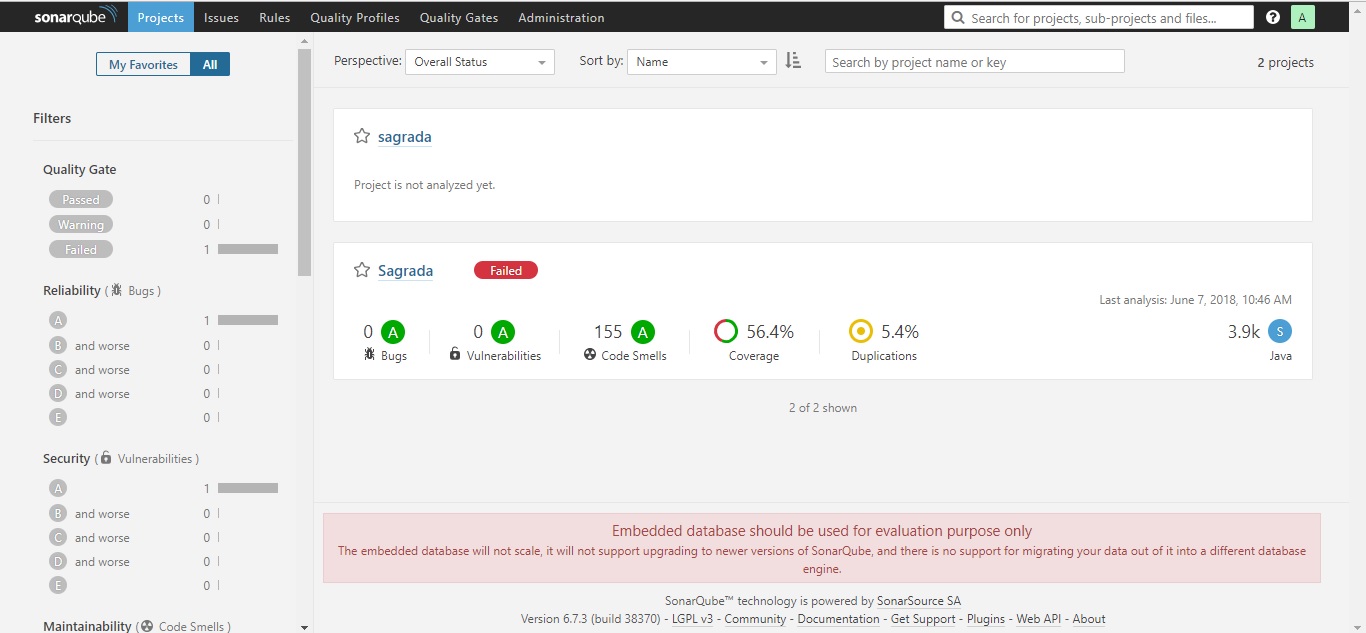 sonarqube Projects Issues Rules Quality Profiles Quality Gates Administration Search for projects, sub-projects and files... ? A
My Favorites All
Perspective: Overall Status Sort by: Name Search by project name or key 2 projects
Filters
Quality Gate
Passed 0
Warning 0
Failed 1
Reliability ( Bugs )
A 1
B and worse 0
C and worse 0
D and worse 0
E 0
Security ( Vulnerabilities )
A 1
B and worse 0
C and worse 0
D and worse 0
E 0
Maintainability ( Code Smells )
sagrada
Project is not analyzed yet.
Sagrada Failed
Last analysis: June 7, 2018, 10:46 AM
0 A 0 A 155 A 56.4% 5.4% 3.9k S
Bugs Vulnerabilities Code Smells Coverage Duplications Java
2 of 2 shown
Embedded database should be used for evaluation purpose only
The embedded database will not scale, it will not support upgrading to newer versions of SonarQube, and there is no support for migrating your data out of it into a different database
engine.
SonarQube™ technology is powered by SonarSource SA
Version 6.7.3 (build 38370) - LGPL v3 - Community - Documentation - Get Support - Plugins - Web API - About